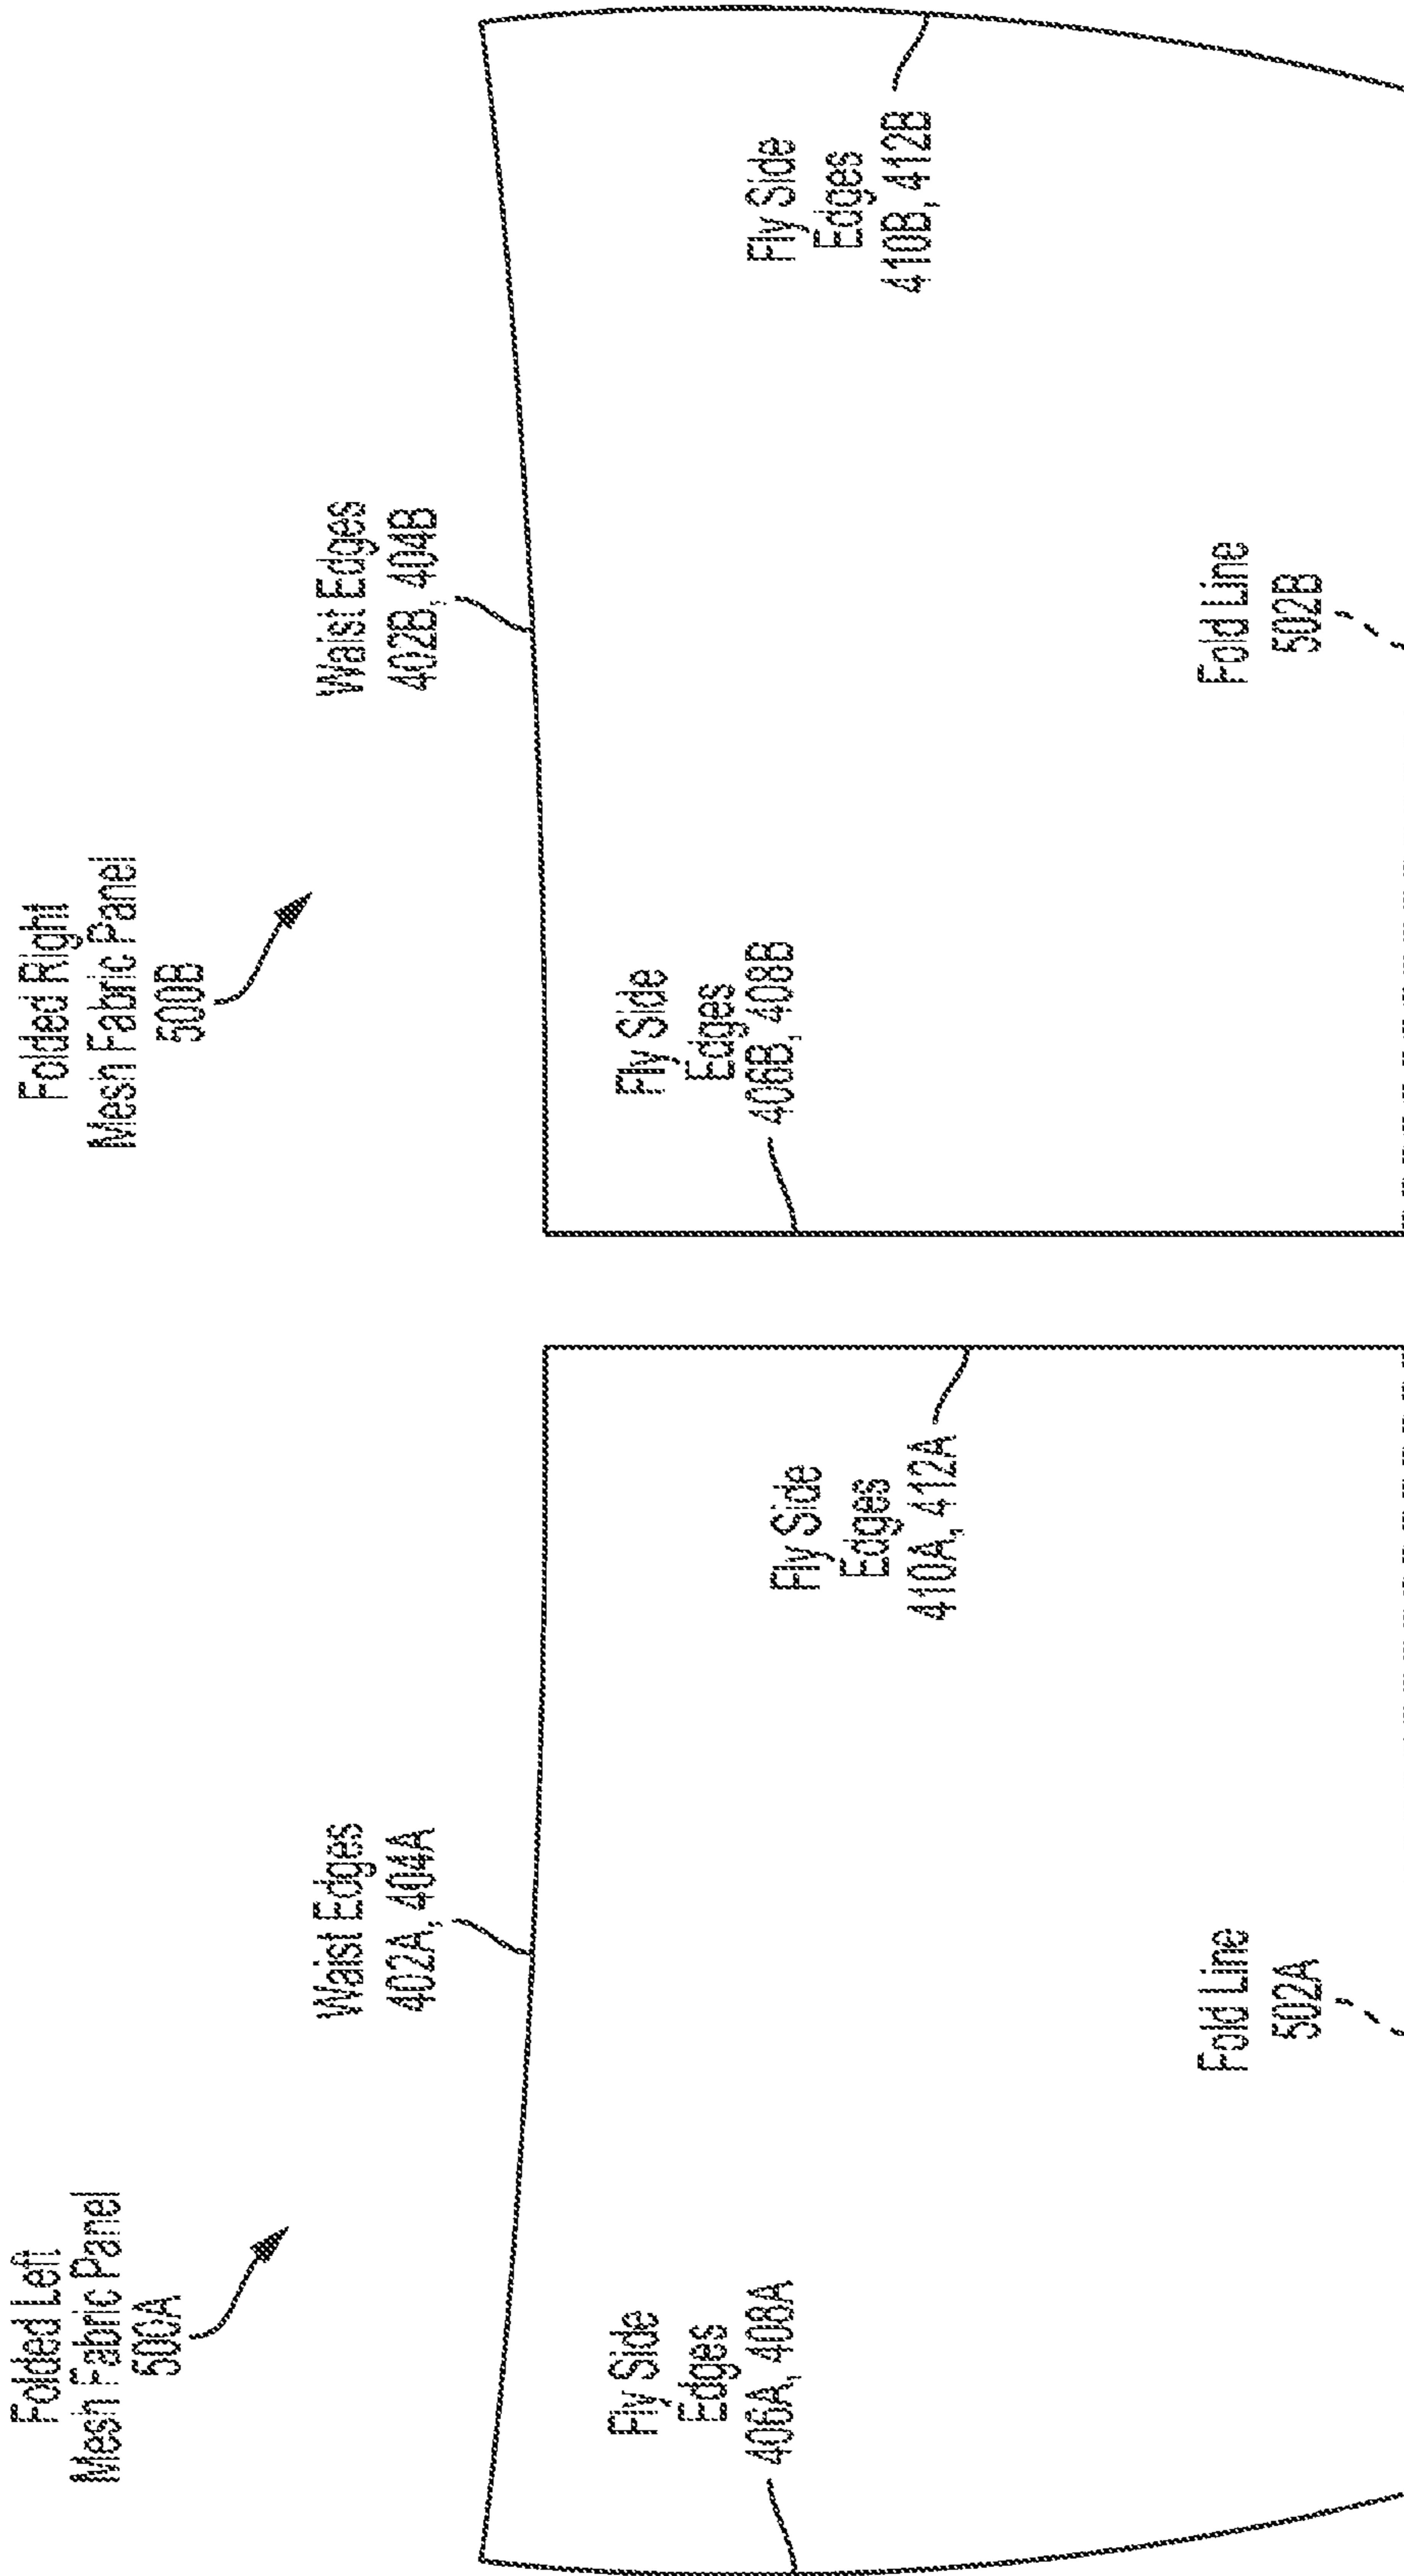 Folded Left
Mesh Fabric Panel
500A
Folded Right
Mesh Fabric Panel
500B
Waist Edges
402A, 404A
Waist Edges
402B, 404B
Fly Side
Edges
406A, 408A
Fly Side
Edges
410A, 412A
Fly Side
Edges
406B, 408B
Fly Side
Edges
410B, 412B
Fold Line
502A
Fold Line
502B